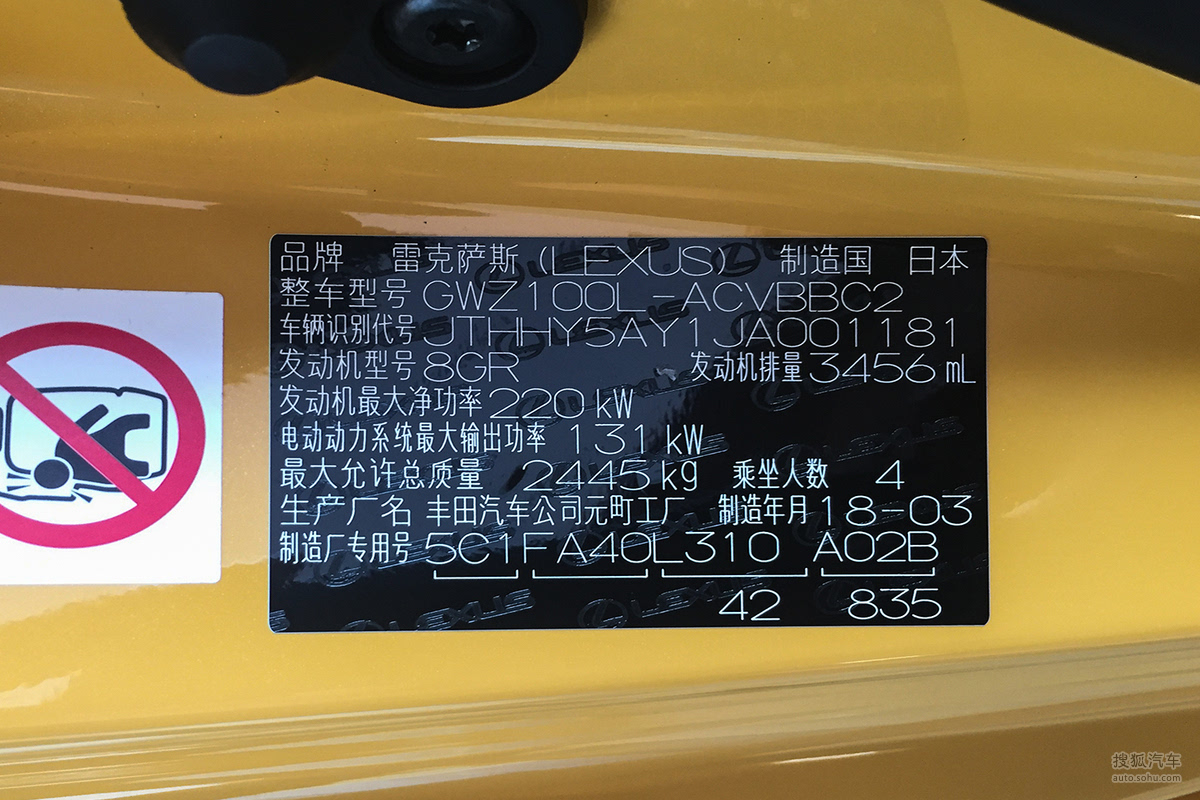 品牌 雷克萨斯(LEXUS) 制造国 日本
整车型号 GWZ100L-ACVBBC2
车辆识别代号 JTHHY5AY1JA001181
发动机型号 8GR 发动机排量 3456 mL
发动机最大净功率 220 kW
电动动力系统最大输出功率 131 kW
最大允许总质量 2445 kg 乘坐人数 4
生产厂名 丰田汽车公司元町工厂 制造年月 18-03
制造厂专用号 5C1FA40L310 A02B
42 835
搜狐汽车
auto.sohu.com